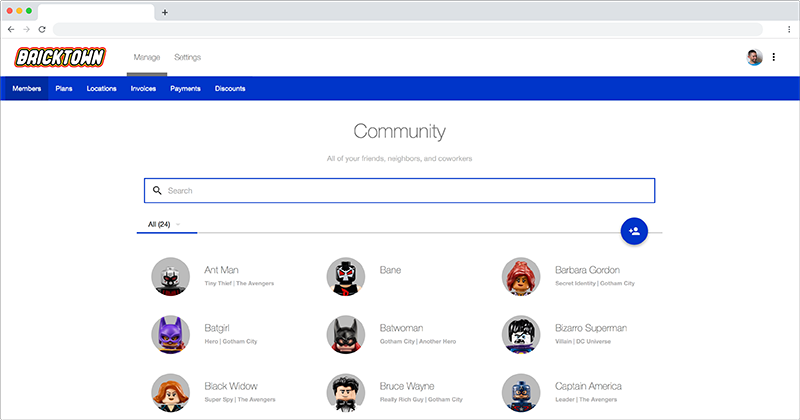 BRICKTOWN
Manage Settings
Members Plans Locations Invoices Payments Discounts
Community
All of your friends, neighbors, and coworkers
Search
All (24)
Ant Man
Tiny Thief | The Avengers
Bane
Barbara Gordon
Secret Identity | Gotham City
Batgirl
Hero | Gotham City
Batwoman
Gotham City | Another Hero
Bizarro Superman
Villain | DC Universe
Black Widow
Super Spy | The Avengers
Bruce Wayne
Really Rich Guy | Gotham City
Captain America
Leader | The Avengers